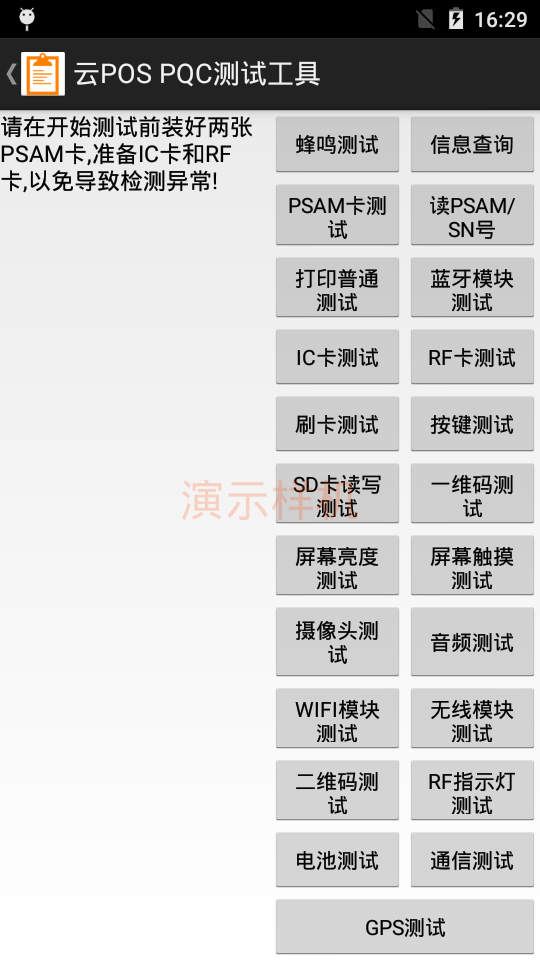 16:29
云POS PQC测试工具
请在开始测试前装好两张
PSAM卡,准备IC卡和RF
卡,以免导致检测异常!
蜂鸣测试
信息查询
PSAM卡测
试
读PSAM/
SN号
打印普通
测试
蓝牙模块
测试
IC卡测试
RF卡测试
刷卡测试
按键测试
SD卡读写
测试
一维码测
试
演示样机
屏幕亮度
测试
屏幕触摸
测试
摄像头测
试
音频测试
WIFI模块
测试
无线模块
测试
二维码测
试
RF指示灯
测试
电池测试
通信测试
GPS测试